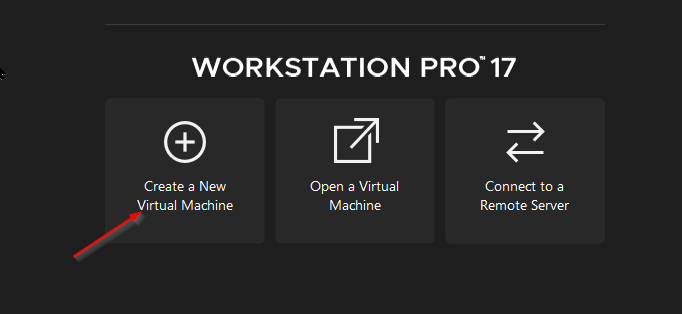 WORKSTATION PRO™ 17
Create a New
Virtual Machine
Open a Virtual
Machine
Connect to a
Remote Server